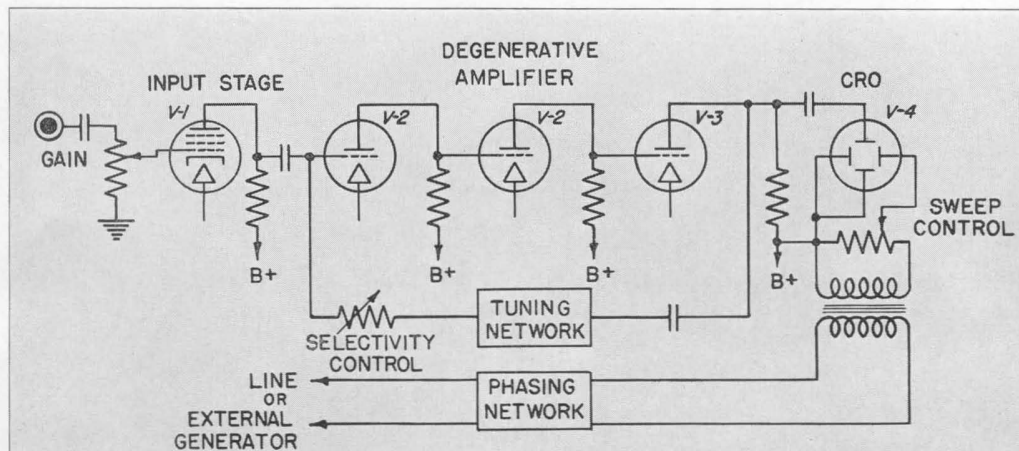 DEGENERATIVE
AMPLIFIER
INPUT STAGE
CRO
V-1
V-2
V-2
V-3
V-4
GAIN
SWEEP
CONTROL
B+
B+
B+
B+
TUNING
NETWORK
SELECTIVITY
CONTROL
LINE
OR
EXTERNAL
GENERATOR
PHASING
NETWORK